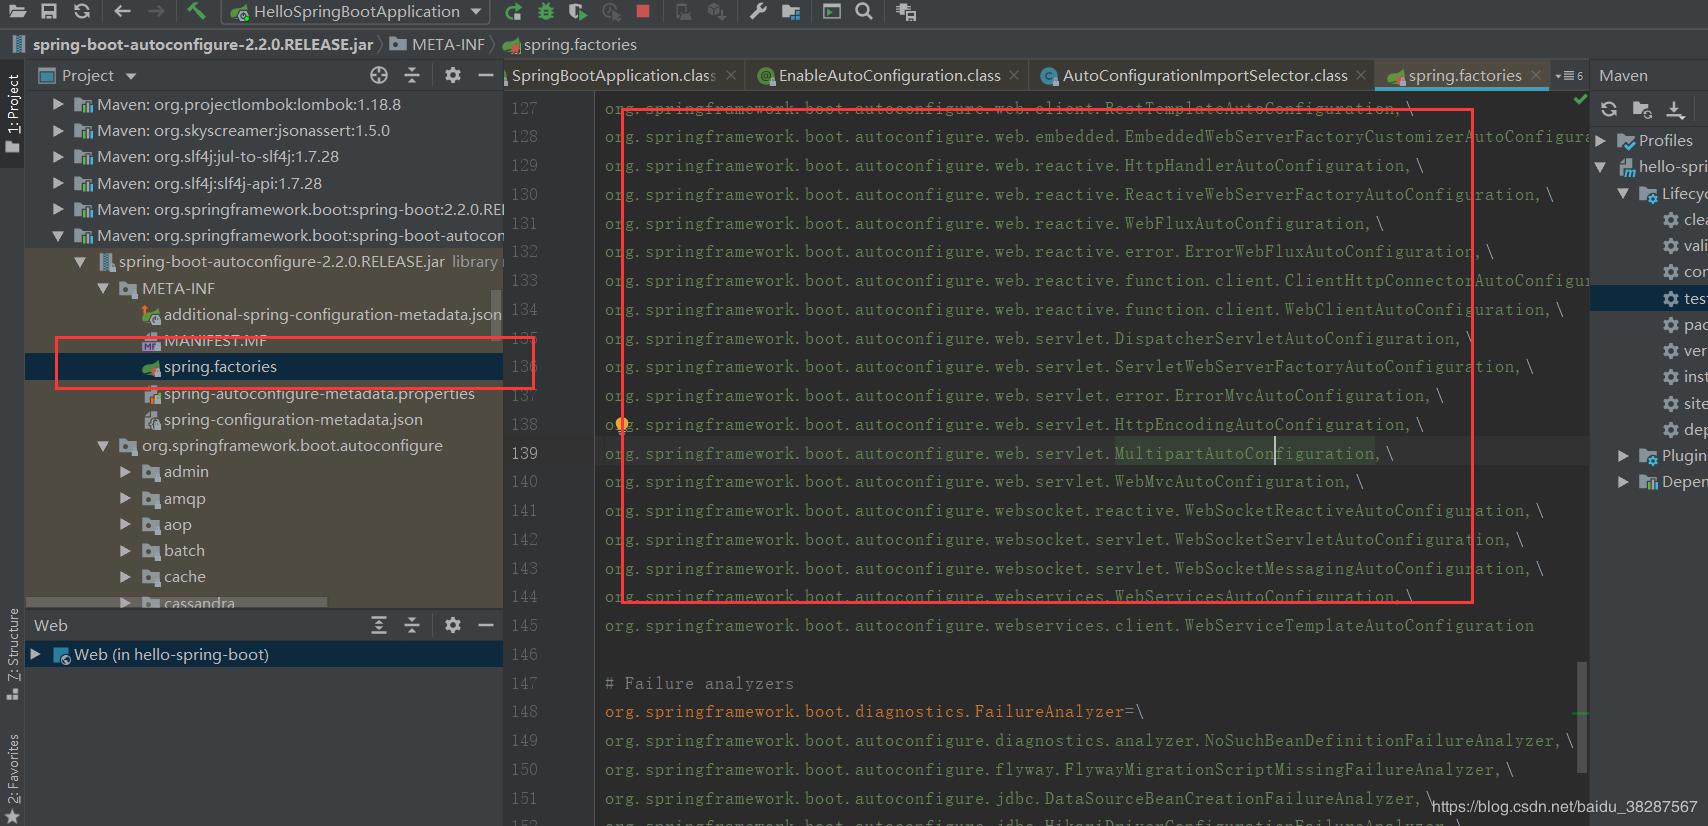 HelloSpringBootApplication
spring-boot-autoconfigure-2.2.0.RELEASE.jar
META-INF
spring.factories
1: Project
Project
Maven: org.projectlombok:lombok:1.18.8
Maven: org.skyscreamer:jsonassert:1.5.0
Maven: org.slf4j:jul-to-slf4j:1.7.28
Maven: org.slf4j:slf4j-api:1.7.28
Maven: org.springframework.boot:spring-boot:2.2.0.REI
Maven: org.springframework.boot:spring-boot-autocon
spring-boot-autoconfigure-2.2.0.RELEASE.jar library
META-INF
additional-spring-configuration-metadata.json
MANIFEST.MF
spring.factories
spring-autoconfigure-metadata.properties
spring-configuration-metadata.json
org.springframework.boot.autoconfigure
admin
amqp
aop
batch
cache
cassandra
Web
Web (in hello-spring-boot)
Z: Structure
2: Favorites
SpringBootApplication.class
EnableAutoConfiguration.class
AutoConfigurationImportSelector.class
spring.factories
6
127 org.springframework.boot.autoconfigure.web.client.RestTemplateAutoConfiguration,\
128 org.springframework.boot.autoconfigure.web.embedded.EmbeddedWebServerFactoryCustomizerAutoConfigura
129 org.springframework.boot.autoconfigure.web.reactive.HttpHandlerAutoConfiguration,\
130 org.springframework.boot.autoconfigure.web.reactive.ReactiveWebServerFactoryAutoConfiguration,\
131 org.springframework.boot.autoconfigure.web.reactive.WebFluxAutoConfiguration,\
132 org.springframework.boot.autoconfigure.web.reactive.error.ErrorWebFluxAutoConfiguration,\
133 org.springframework.boot.autoconfigure.web.reactive.function.client.ClientHttpConnectorAutoConfigur
134 org.springframework.boot.autoconfigure.web.reactive.function.client.WebClientAutoConfiguration,\
135 org.springframework.boot.autoconfigure.web.servlet.DispatcherServletAutoConfiguration,\
136 org.springframework.boot.autoconfigure.web.servlet.ServletWebServerFactoryAutoConfiguration,\
137 org.springframework.boot.autoconfigure.web.servlet.error.ErrorMvcAutoConfiguration,\
138 org.springframework.boot.autoconfigure.web.servlet.HttpEncodingAutoConfiguration,\
139 org.springframework.boot.autoconfigure.web.servlet.MultipartAutoConfiguration,\
140 org.springframework.boot.autoconfigure.web.servlet.WebMvcAutoConfiguration,\
141 org.springframework.boot.autoconfigure.websocket.reactive.WebSocketReactiveAutoConfiguration,\
142 org.springframework.boot.autoconfigure.websocket.servlet.WebSocketServletAutoConfiguration,\
143 org.springframework.boot.autoconfigure.websocket.servlet.WebSocketMessagingAutoConfiguration,\
144 org.springframework.boot.autoconfigure.webservices.WebServicesAutoConfiguration,\
145 org.springframework.boot.autoconfigure.webservices.client.WebServiceTemplateAutoConfiguration
146
147 # Failure analyzers
148 org.springframework.boot.diagnostics.FailureAnalyzer=\
149 org.springframework.boot.autoconfigure.diagnostics.analyzer.NoSuchBeanDefinitionFailureAnalyzer,\
150 org.springframework.boot.autoconfigure.flyway.FlywayMigrationScriptMissingFailureAnalyzer,\
151 org.springframework.boot.autoconfigure.jdbc.DataSourceBeanCreationFailureAnalyzer,\
152 org.springframework.boot.autoconfigure.jdbc.HikariDriverConfigurationFailureAnalyzer,\
Maven
Profiles
hello-spri
Lifecyc
clea
vali
con
test
pac
ver
inst
site
dep
Plugin
Depen
https://blog.csdn.net/baidu_38287567